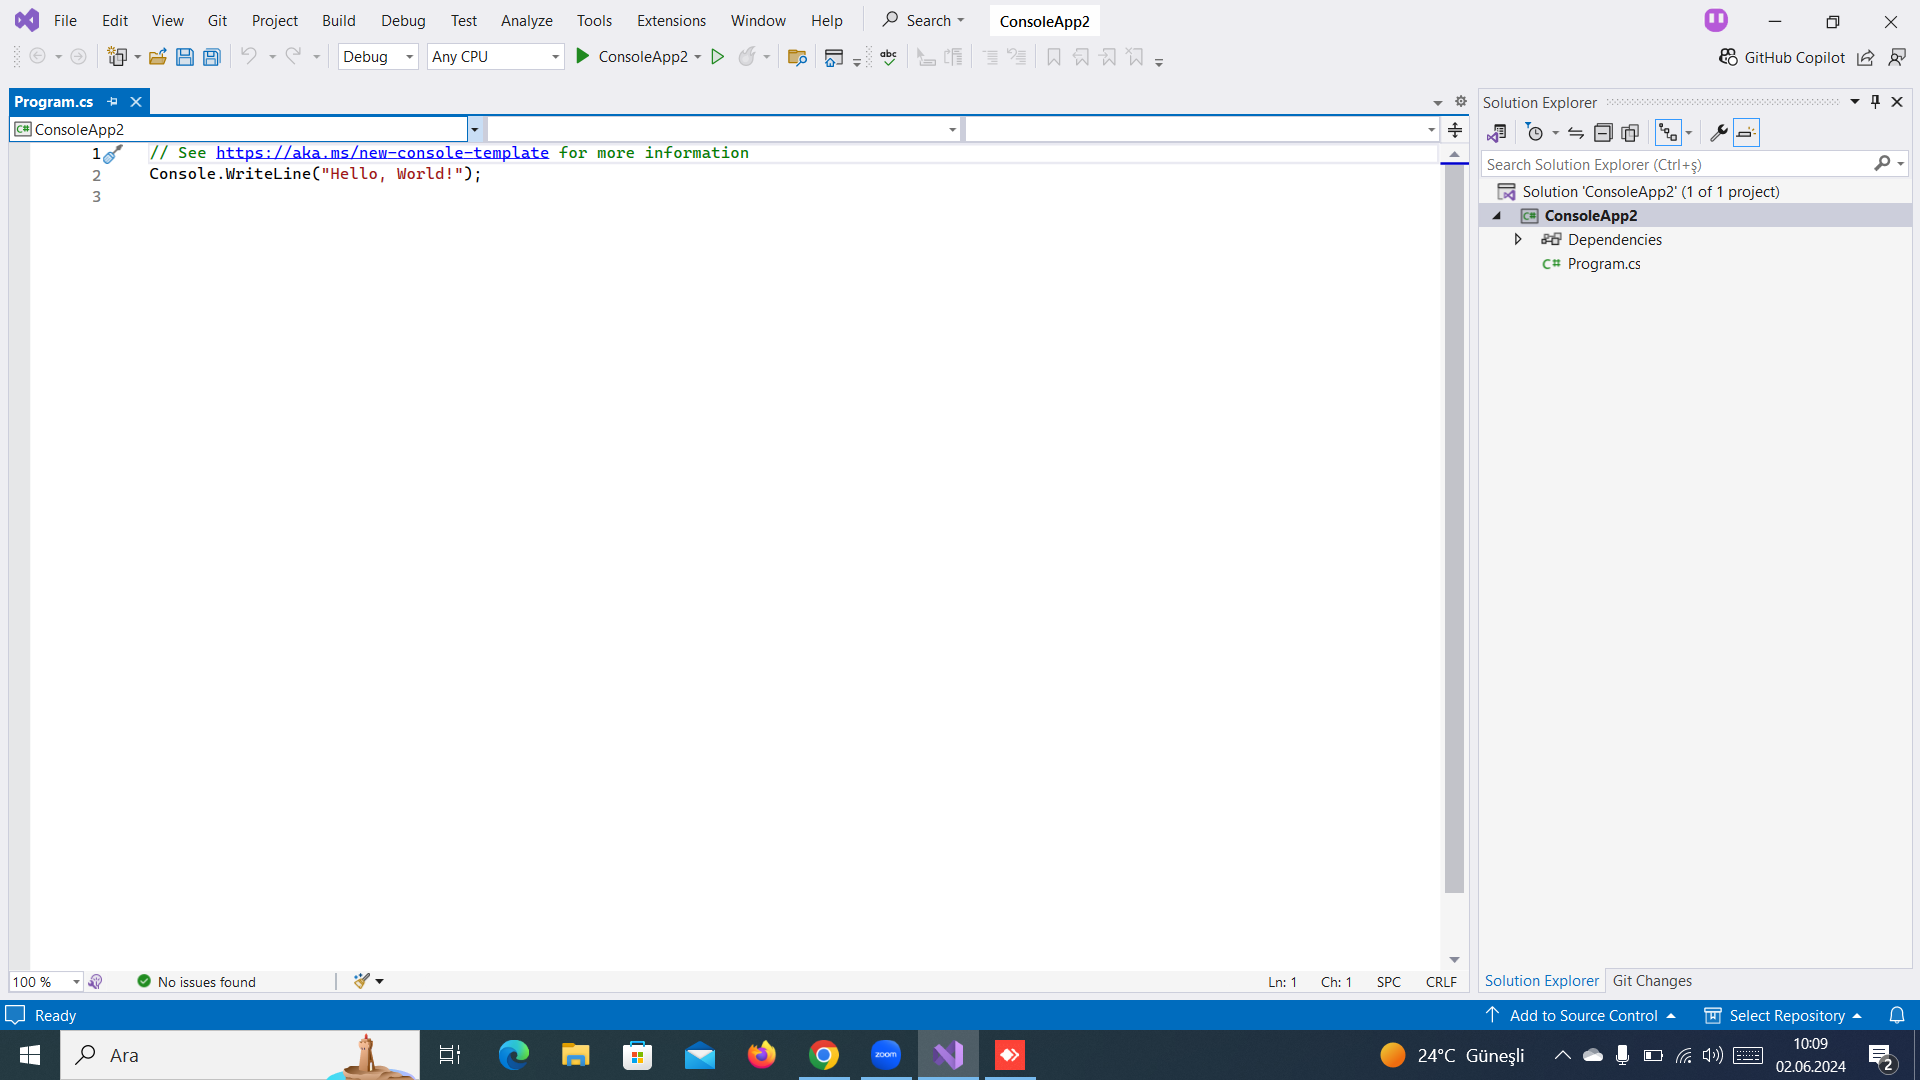 File Edit View Git Project Build Debug Test Analyze Tools Extensions Window Help Search ConsoleApp2
Debug Any CPU ConsoleApp2 abc GitHub Copilot
Program.cs
Solution Explorer
C# ConsoleApp2
Search Solution Explorer (Ctrl+ş)
1 // See https://aka.ms/new-console-template for more information
2 Console.WriteLine("Hello, World!");
3
Solution 'ConsoleApp2' (1 of 1 project)
C# ConsoleApp2
Dependencies
C# Program.cs
100 % No issues found Ln: 1 Ch: 1 SPC CRLF
Solution Explorer Git Changes
Ready Add to Source Control Select Repository
Ara zoom 24°C Güneşli 10:09
02.06.2024 2